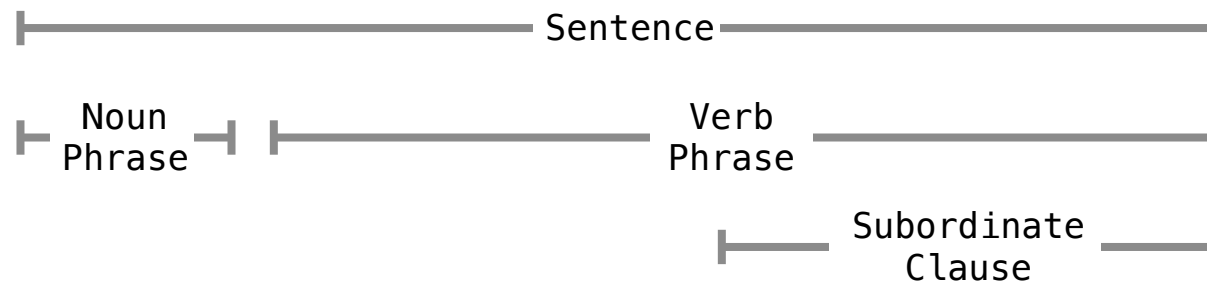 Sentence
Noun
Phrase
Verb
Phrase
Subordinate
Clause